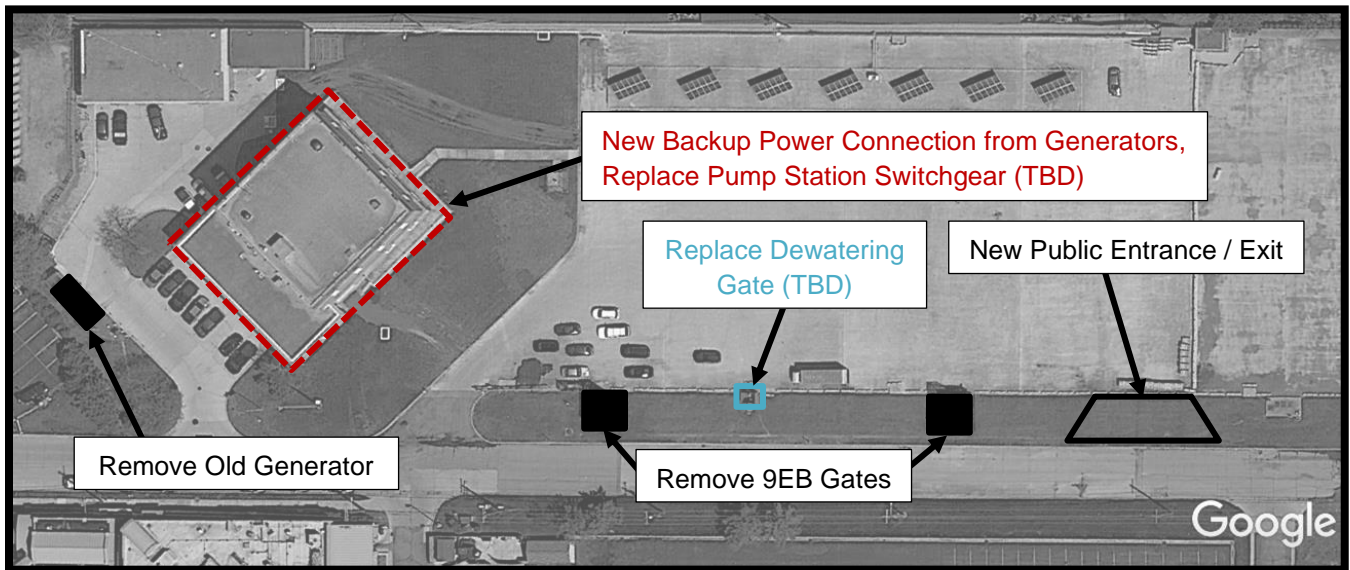 New Backup Power Connection from Generators,
Replace Pump Station Switchgear (TBD)
Replace Dewatering
Gate (TBD)
New Public Entrance / Exit
Remove Old Generator
Remove 9EB Gates
Google